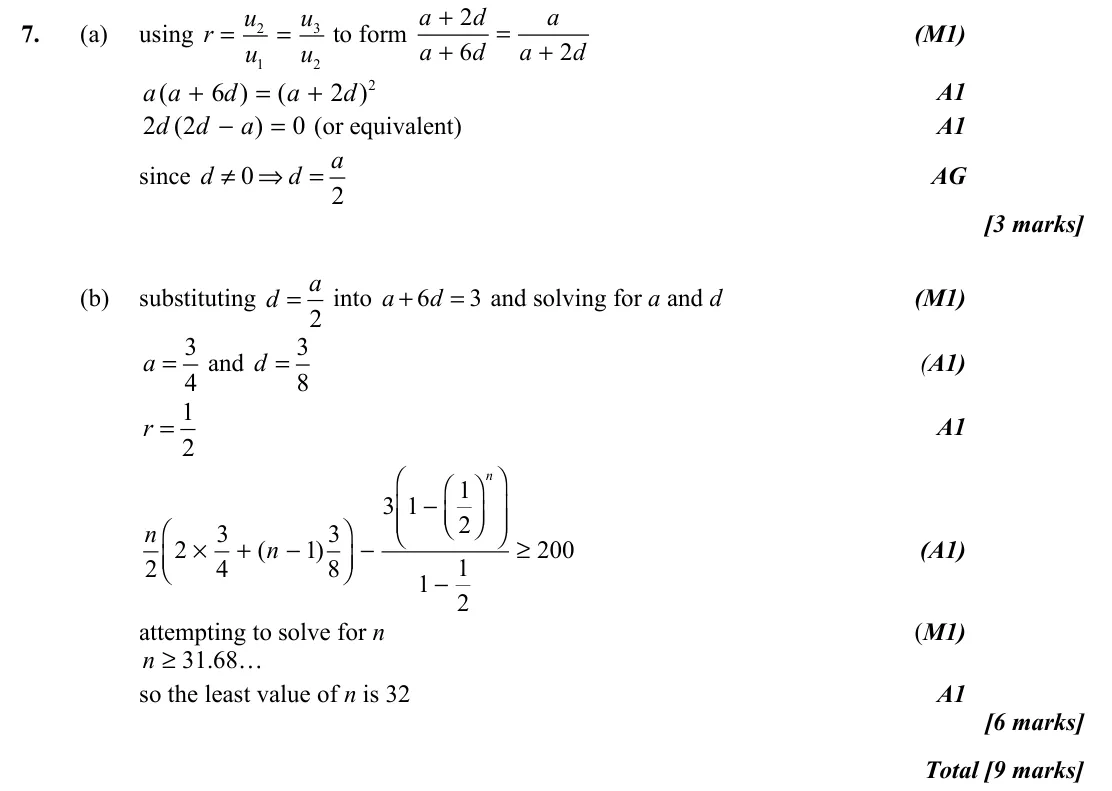 7. (a) using r = u₂/u₁ = u₃/u₂ to form (a + 2d)/(a + 6d) = a/(a + 2d) (M1)
a(a + 6d) = (a + 2d)² A1
2d(2d − a) = 0 (or equivalent) A1
since d ≠ 0 ⇒ d = a/2 AG
[3 marks]
(b) substituting d = a/2 into a + 6d = 3 and solving for a and d (M1)
a = 3/4 and d = 3/8 (A1)
r = 1/2 A1
n/2 (2 × 3/4 + (n − 1) 3/8) − 3(1 − (1/2)ⁿ)/(1 − 1/2) ≥ 200 (A1)
attempting to solve for n (M1)
n ≥ 31.68…
so the least value of n is 32 A1
[6 marks]
Total [9 marks]